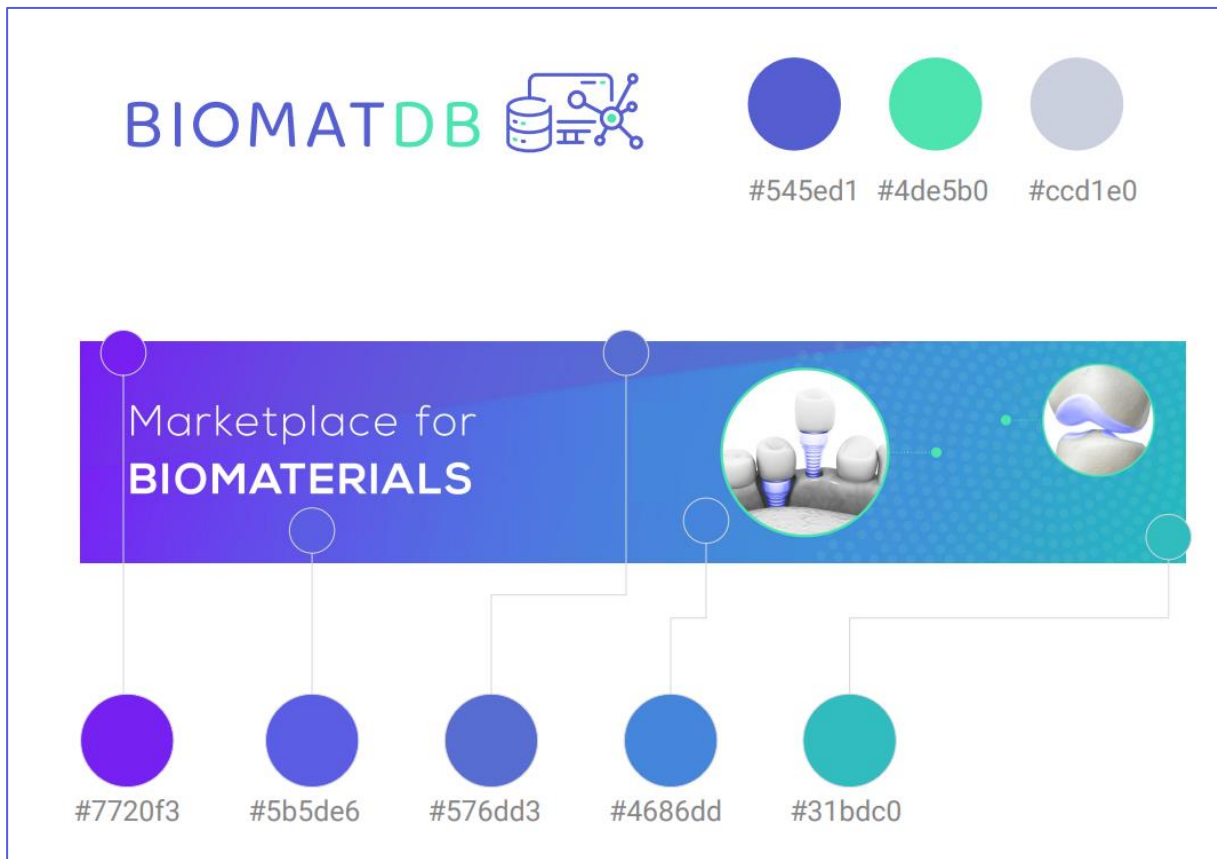 BIOMATDB
#545ed1 #4de5b0 #ccd1e0
Marketplace for
BIOMATERIALS
#7720f3 #5b5de6 #576dd3 #4686dd #31bdc0